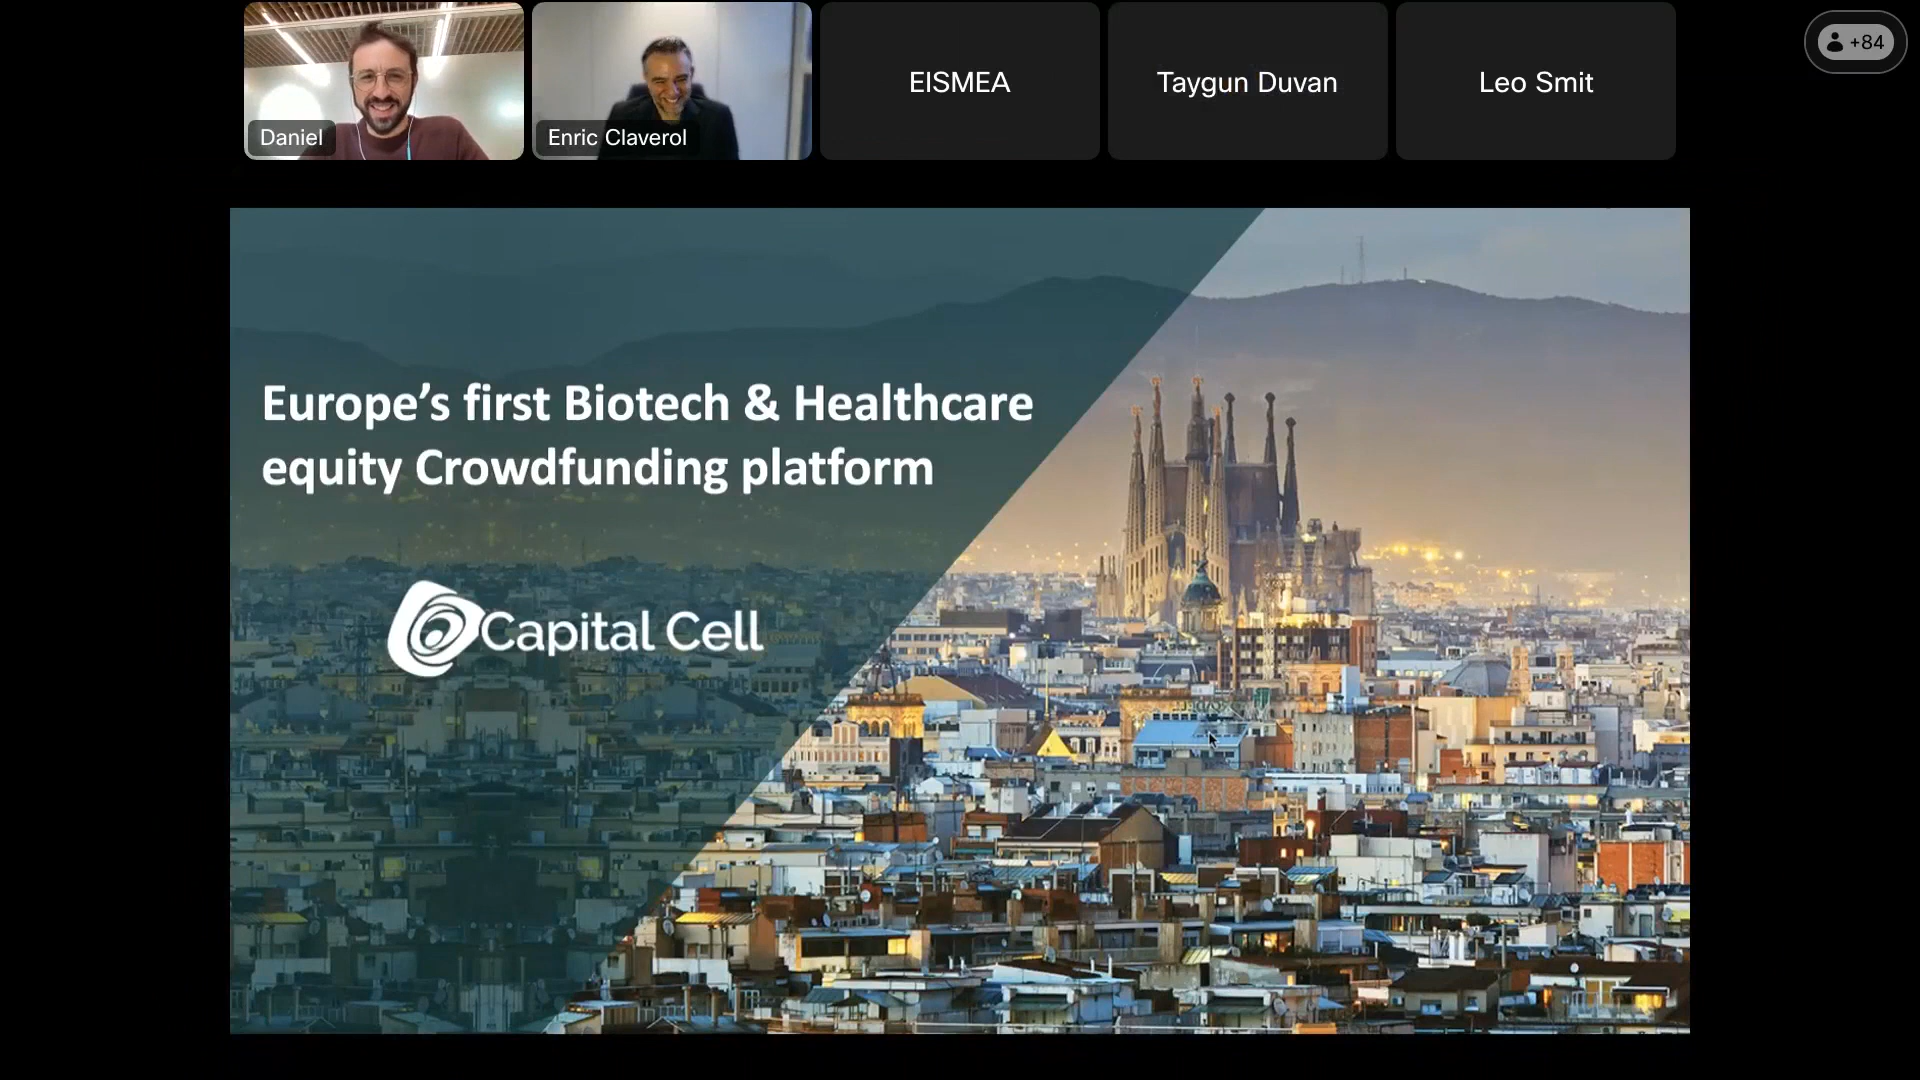 Daniel
Enric Claverol
EISMEA
Taygun Duvan
Leo Smit
+84
Europe’s first Biotech & Healthcare
equity Crowdfunding platform
Capital Cell